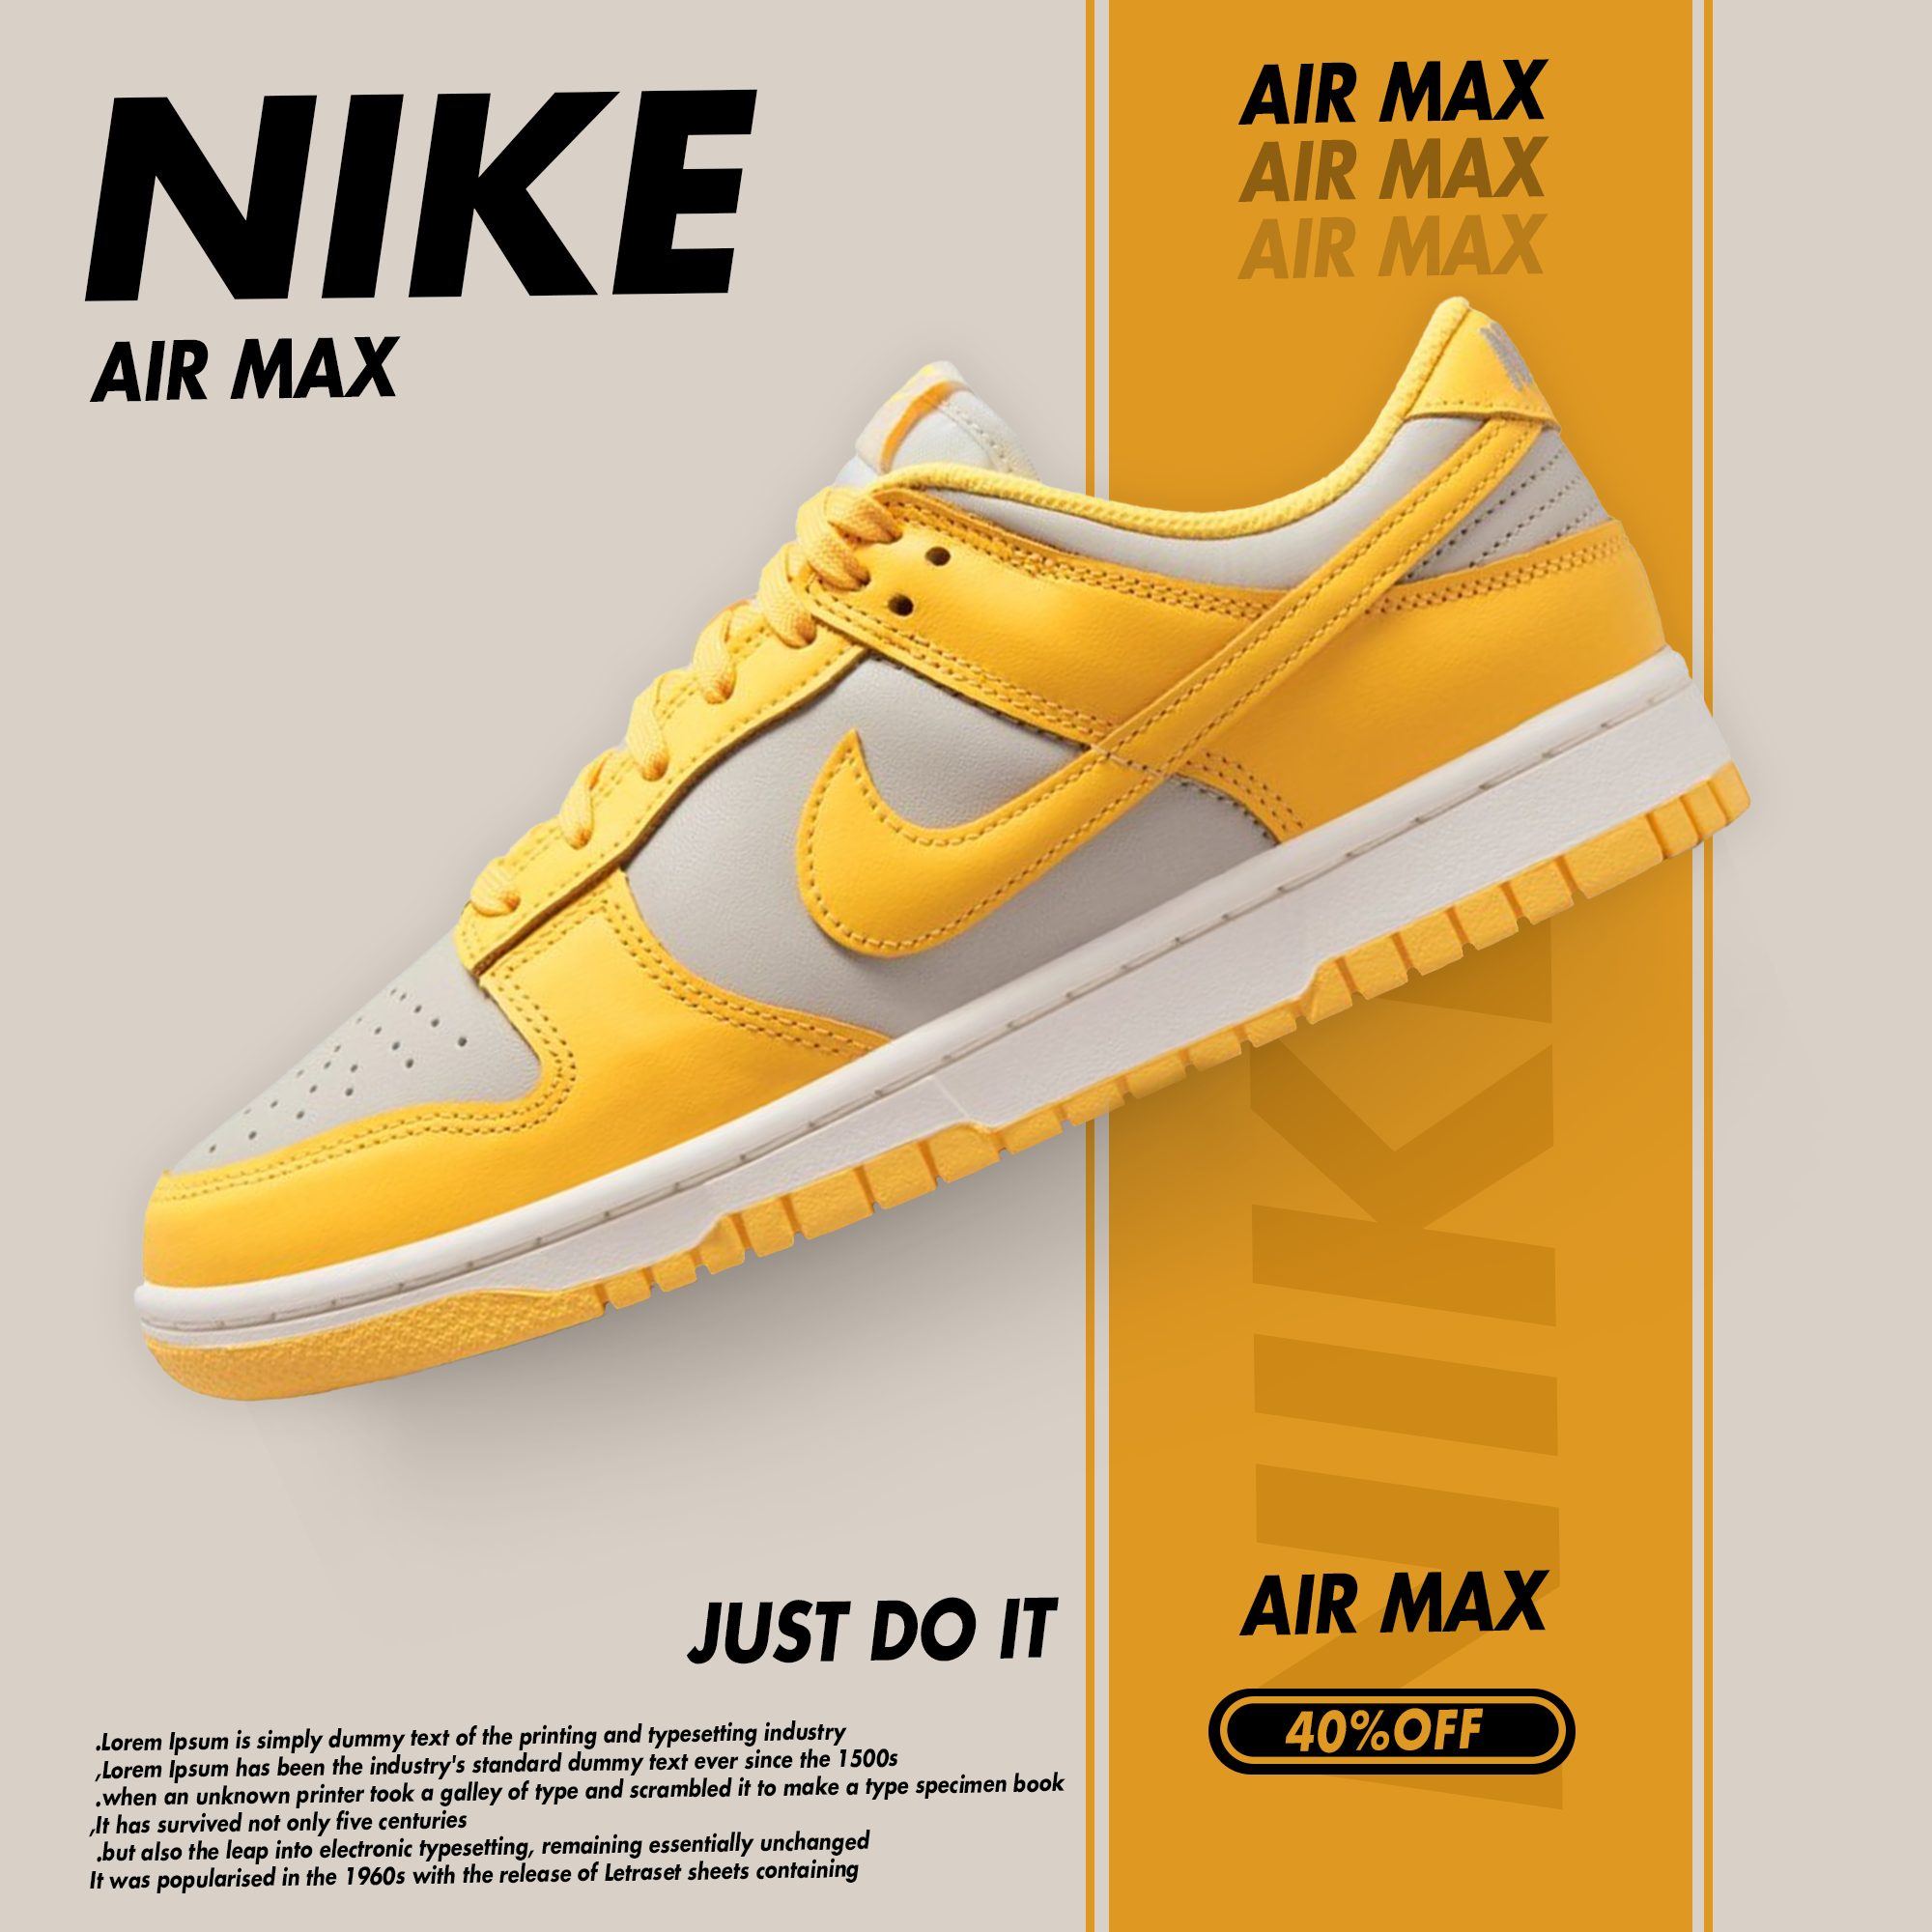 NIKE
AIR MAX
AIR MAX
AIR MAX
AIR MAX
NIKE
JUST DO IT
AIR MAX
40%OFF
.Lorem Ipsum is simply dummy text of the printing and typesetting industry
,Lorem Ipsum has been the industry's standard dummy text ever since the 1500s
.when an unknown printer took a galley of type and scrambled it to make a type specimen book
,It has survived not only five centuries
.but also the leap into electronic typesetting, remaining essentially unchanged
It was popularised in the 1960s with the release of Letraset sheets containing